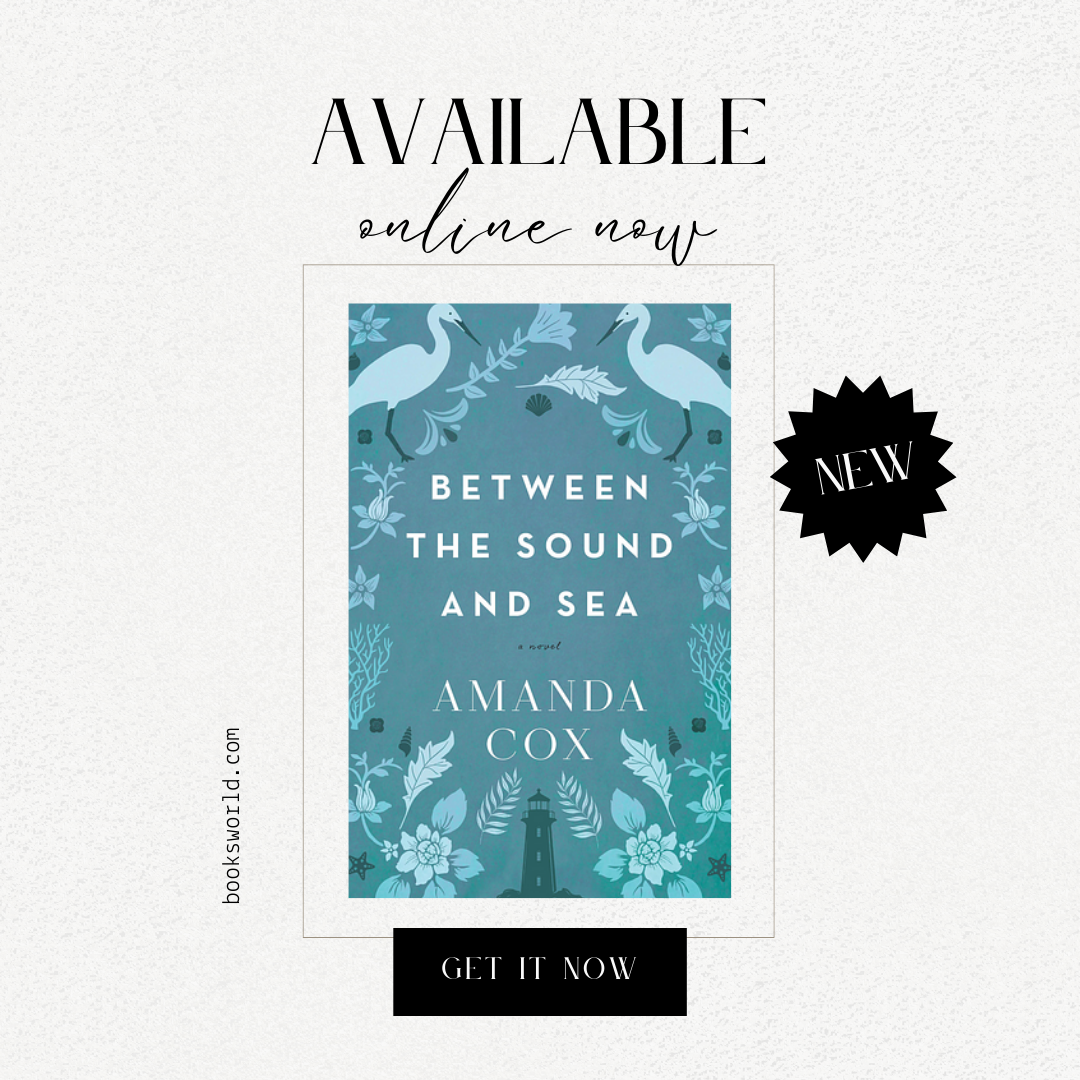 AVAILABLE
online now
BETWEEN
THE SOUND
AND SEA
a novel
AMANDA
COX
NEW
booksworld.com
GET IT NOW